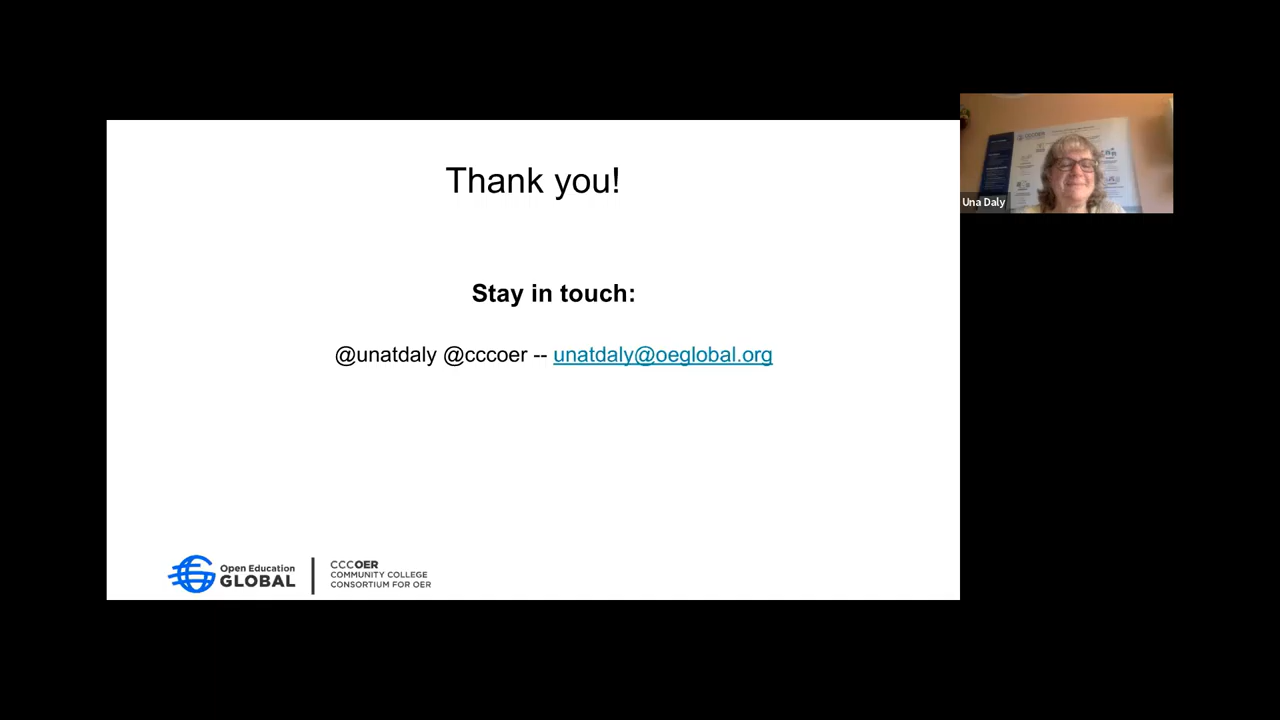 Thank you!
Stay in touch:
@unatdaly @cccoer -- unatdaly@oeglobal.org
Open Education
GLOBAL
CCCOER
COMMUNITY COLLEGE
CONSORTIUM FOR OER
Una Daly